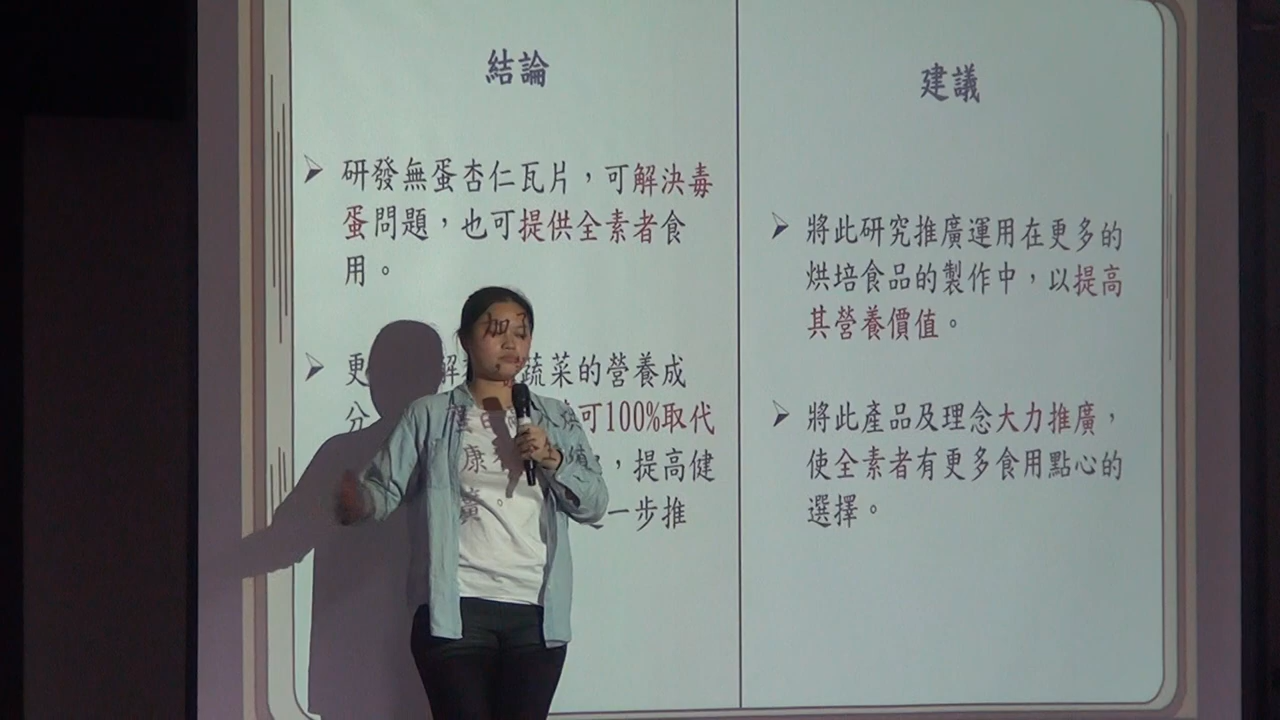 結論
研發無蛋杏仁瓦片，可解決毒
蛋問題，也可提供全素者食
用。
更 解 蔬菜的營養成
分 蛋白 可100%取代
康 ，提高健
廣。 一步推
建議
將此研究推廣運用在更多的
烘培食品的製作中，以提高
其營養價值。
將此產品及理念大力推廣，
使全素者有更多食用點心的
選擇。